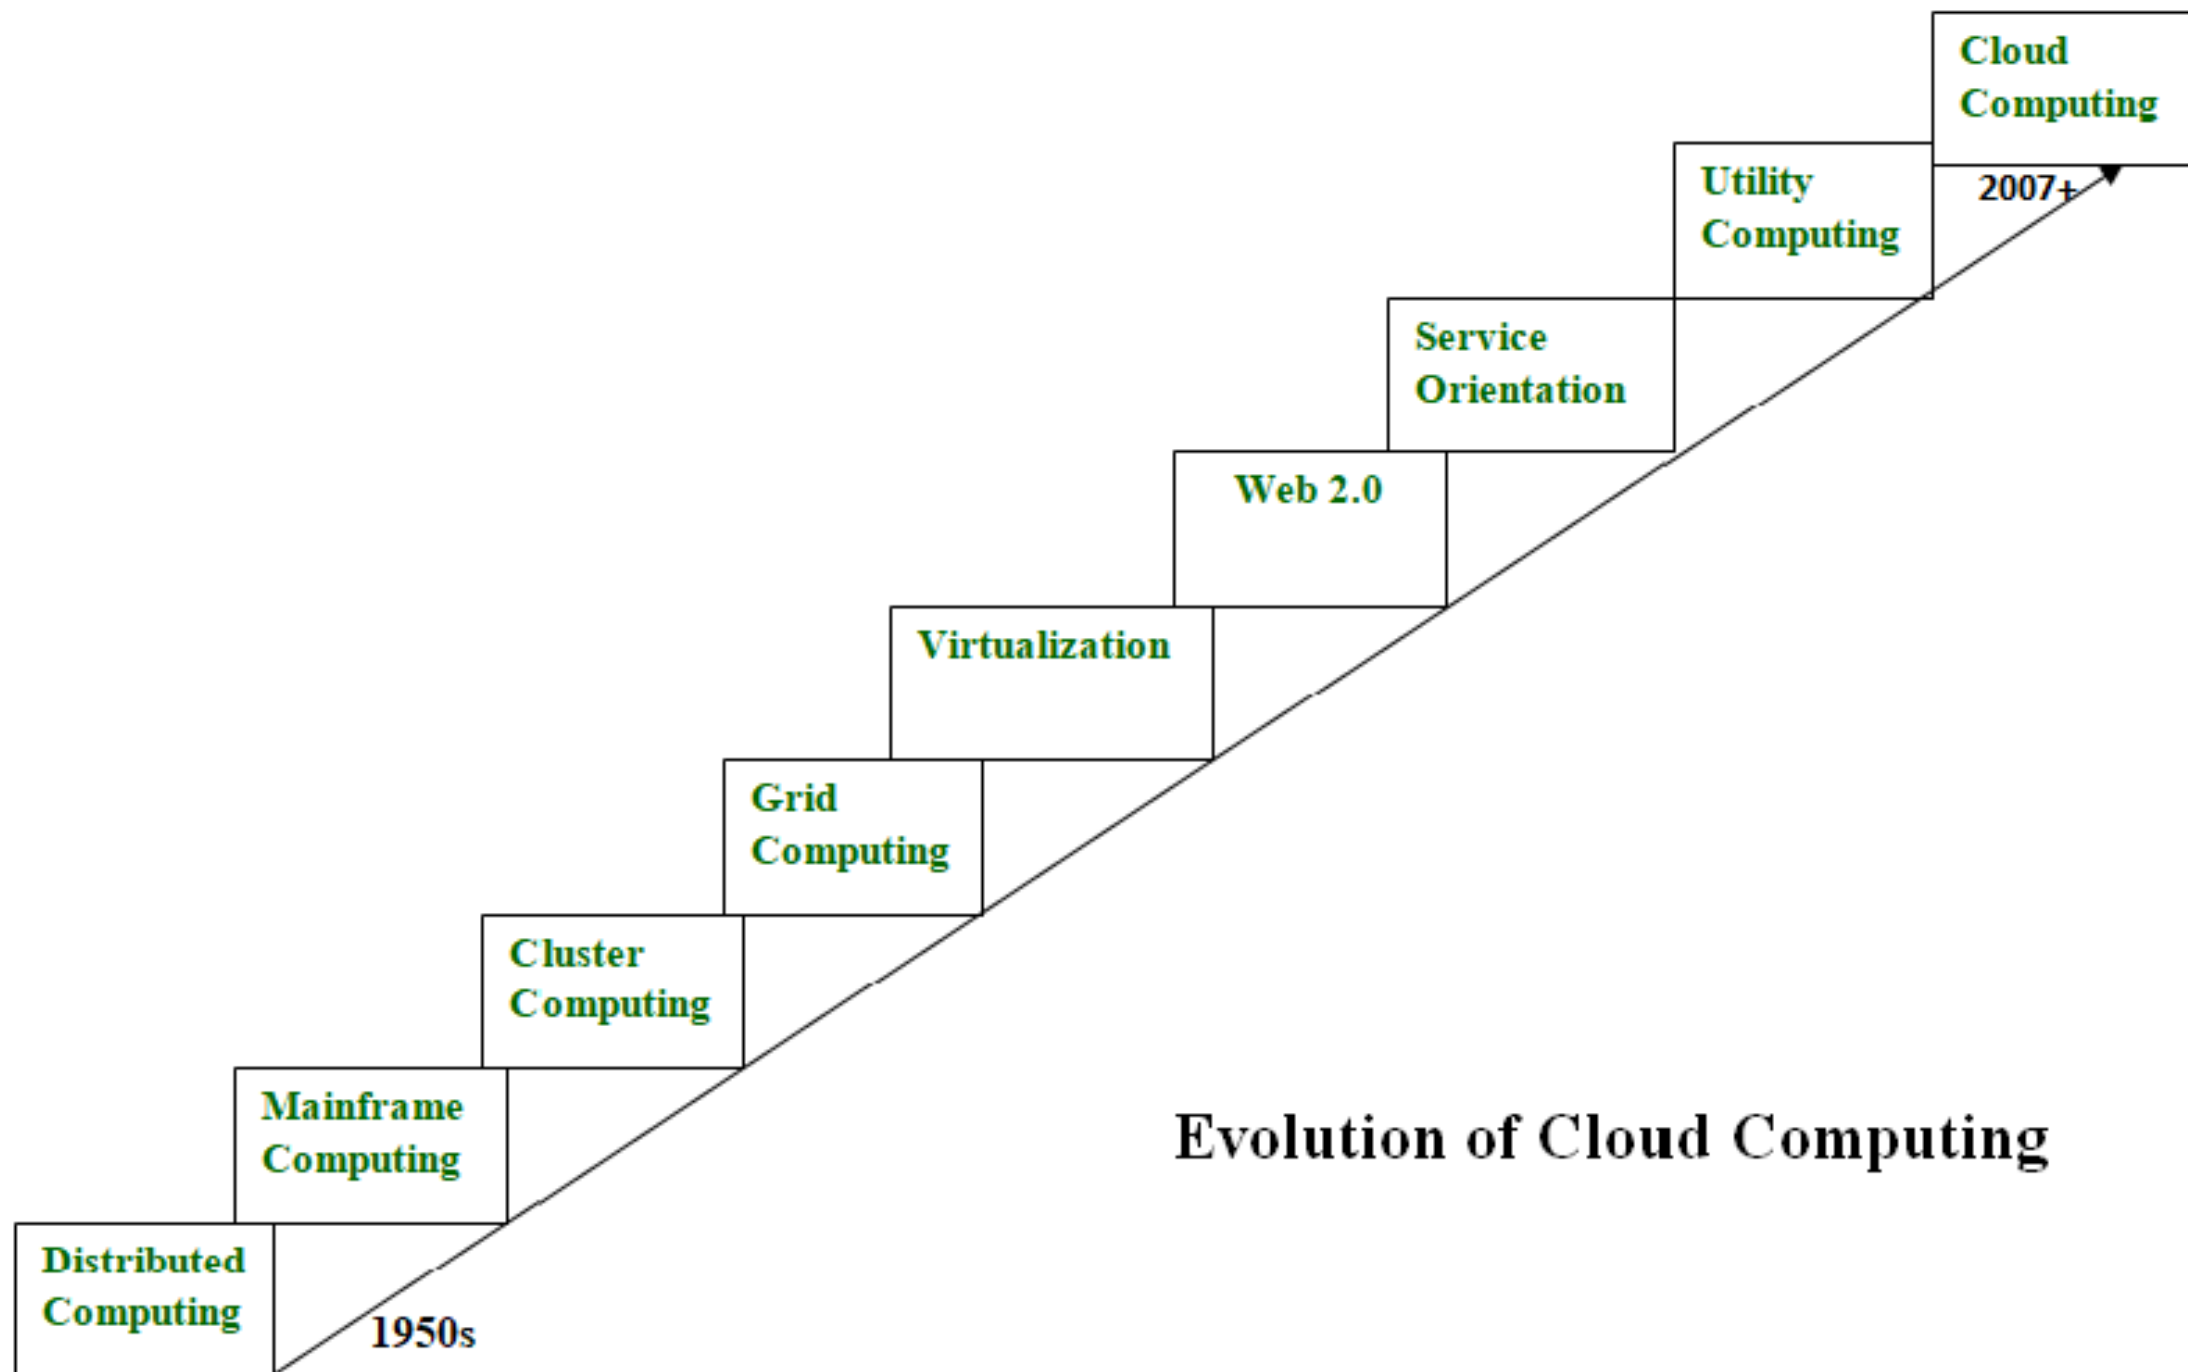 Cloud
Computing
2007+
Utility
Computing
Service
Orientation
Web 2.0
Virtualization
Grid
Computing
Cluster
Computing
Mainframe
Computing
Evolution of Cloud Computing
Distributed
Computing
1950s